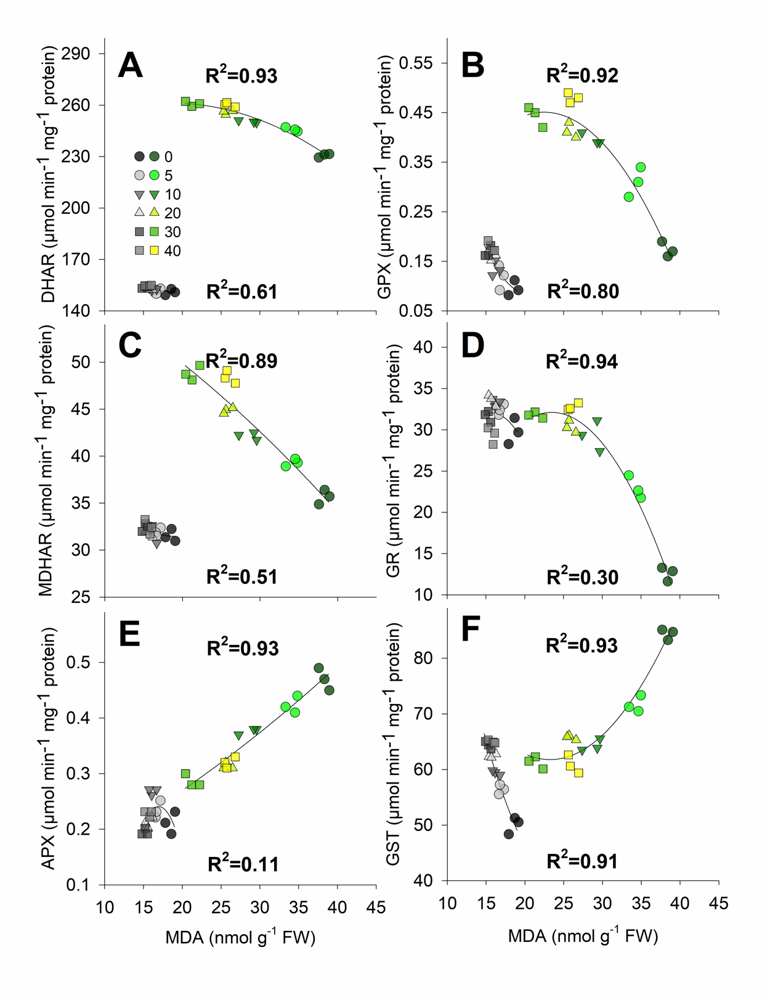 A
R²=0.93
290
260
230
200
170
140
DHAR (µmol min⁻¹ mg⁻¹ protein)
0
5
10
20
30
40
R²=0.61
B
R²=0.92
0.55
0.45
0.35
0.25
0.15
0.05
GPX (µmol min⁻¹ mg⁻¹ protein)
R²=0.80
C
R²=0.89
50
45
40
35
30
25
MDHAR (µmol min⁻¹ mg⁻¹ protein)
R²=0.51
D
R²=0.94
40
35
30
25
20
15
10
GR (µmol min⁻¹ mg⁻¹ protein)
R²=0.30
E
R²=0.93
0.5
0.4
0.3
0.2
0.1
APX (µmol min⁻¹ mg⁻¹ protein)
R²=0.11
10 15 20 25 30 35 40 45
MDA (nmol g⁻¹ FW)
F
R²=0.93
80
70
60
50
40
GST (µmol min⁻¹ mg⁻¹ protein)
R²=0.91
10 15 20 25 30 35 40 45
MDA (nmol g⁻¹ FW)